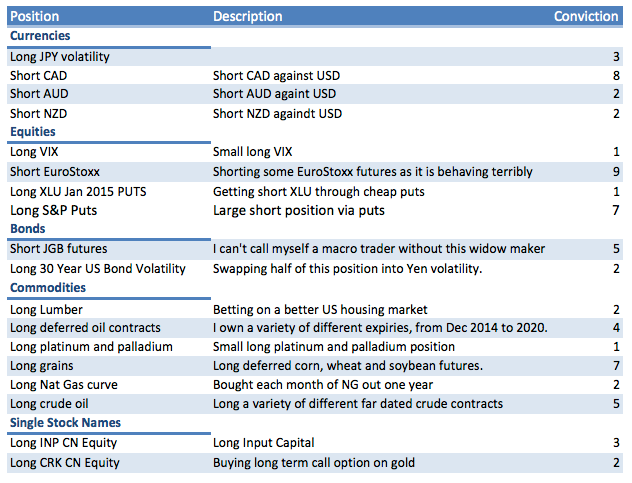 Position Description Conviction
Currencies
Long JPY volatility 3
Short CAD Short CAD against USD 8
Short AUD Short AUD againt USD 2
Short NZD Short NZD againdt USD 2
Equities
Long VIX Small long VIX 1
Short EuroStoxx Shorting some EuroStoxx futures as it is behaving terribly 9
Long XLU Jan 2015 PUTS Getting short XLU through cheap puts 1
Long S&P Puts Large short position via puts 7
Bonds
Short JGB futures I can't call myself a macro trader without this widow maker 5
Long 30 Year US Bond Volatility Swapping half of this position into Yen volatility. 2
Commodities
Long Lumber Betting on a better US housing market 2
Long deferred oil contracts I own a variety of different expiries, from Dec 2014 to 2020. 4
Long platinum and palladium Small long platinum and palladium position 1
Long grains Long deferred corn, wheat and soybean futures. 7
Long Nat Gas curve Bought each month of NG out one year 2
Long crude oil Long a variety of different far dated crude contracts 5
Single Stock Names
Long INP CN Equity Long Input Capital 3
Long CRK CN Equity Buying long term call option on gold 2